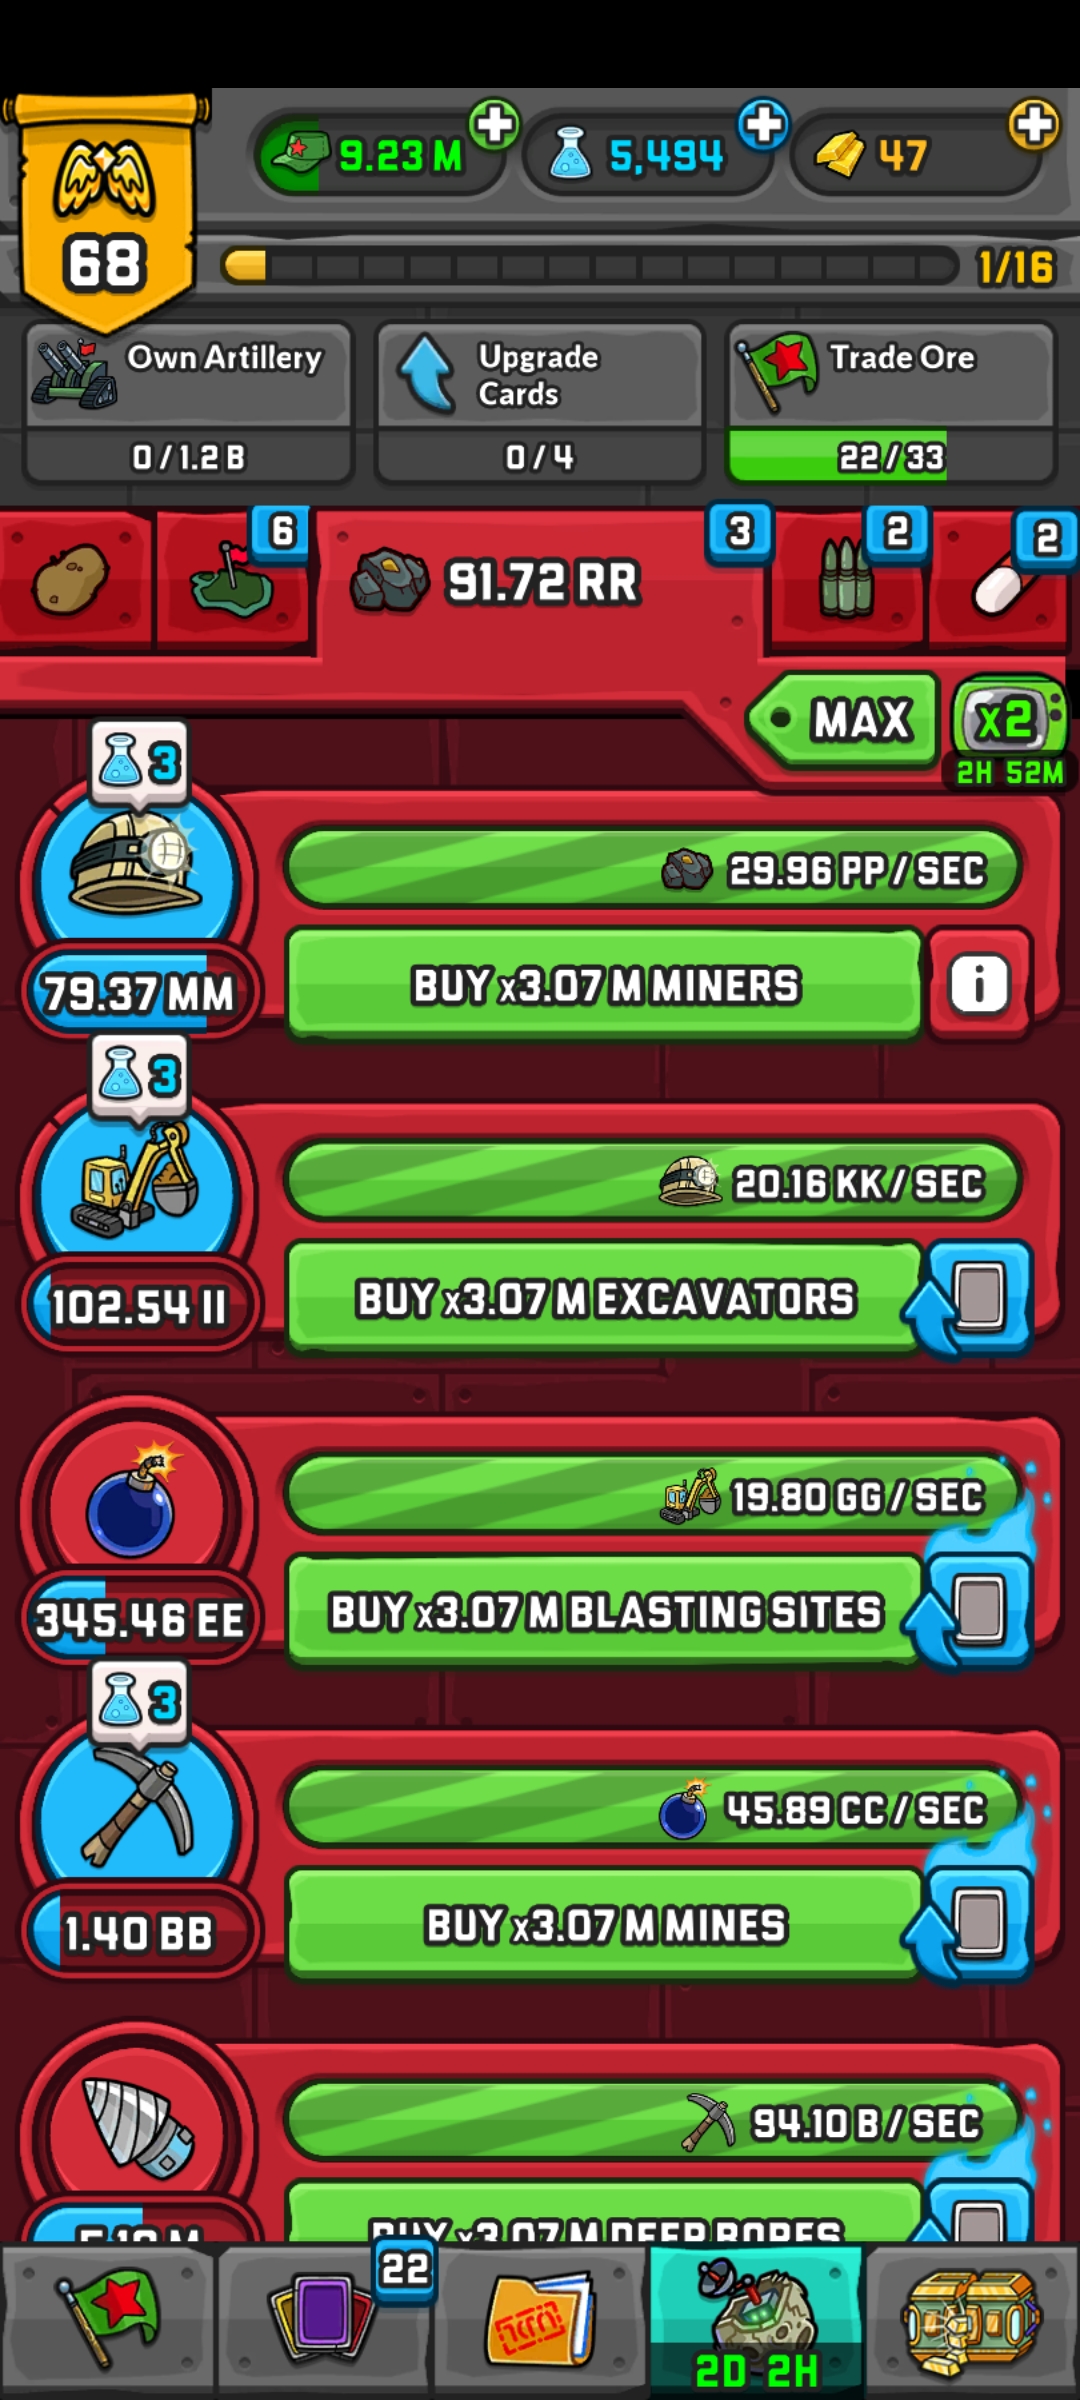 9.23 M
5,494
47
68
1/16
Own Artillery
0 / 1.2 B
Upgrade
Cards
0 / 4
Trade Ore
22 / 33
6
91.72 RR
3
2
2
MAX
x2
2H 52M
3
29.96 PP / SEC
79.37 MM
BUY x3.07 M MINERS
i
3
20.16 KK / SEC
102.54 II
BUY x3.07 M EXCAVATORS
19.80 GG / SEC
345.46 EE
BUY x3.07 M BLASTING SITES
3
45.89 CC / SEC
1.40 BB
BUY x3.07 M MINES
94.10 B / SEC
BUY x3.07 M DEEP BORES
22
2D 2H